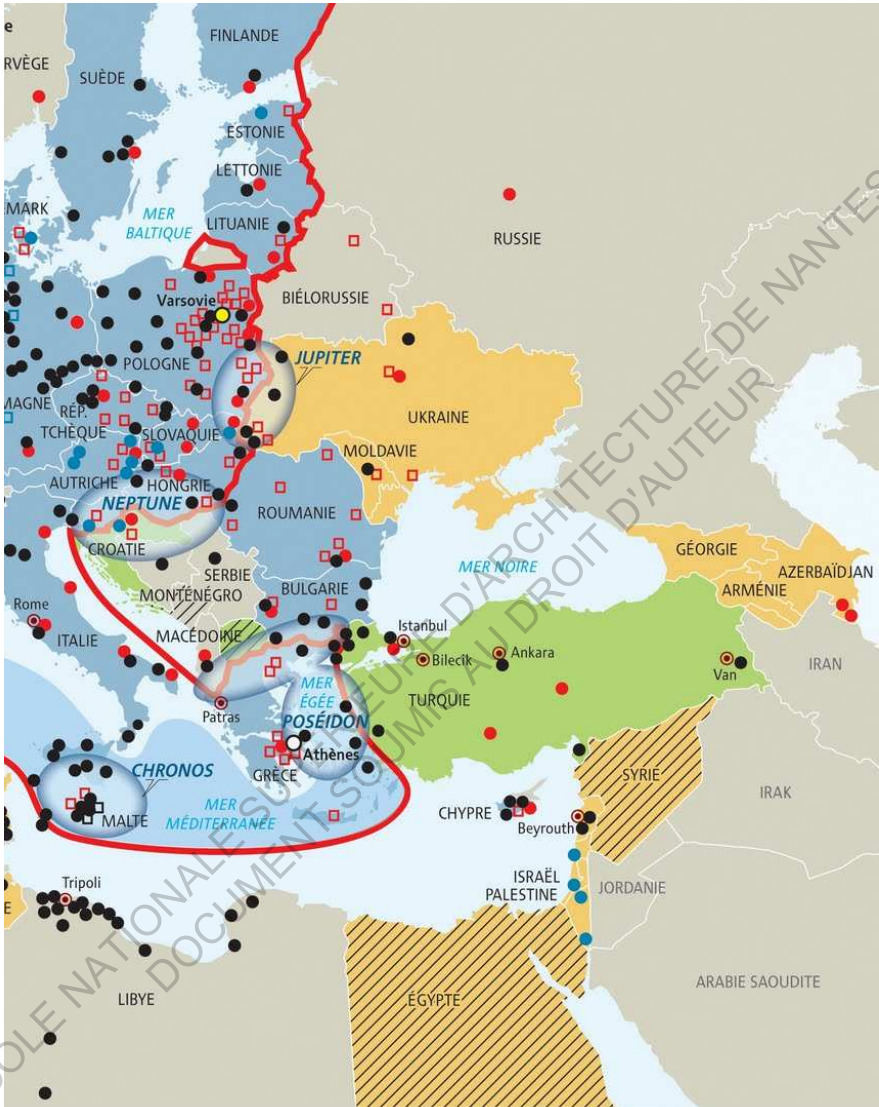 e
RVÈGE
FINLANDE
SUÈDE
ESTONIE
LETTONIE
EMARK
MER
BALTIQUE
LITUANIE
RUSSIE
BIÉLORUSSIE
Varsovie
JUPITER
POLOGNE
UKRAINE
MAGNE
RÉP.
TCHÈQUE
SLOVAQUIE
MOLDAVIE
AUTRICHE
HONGRIE
NEPTUNE
ROUMANIE
CROATIE
MER NOIRE
GÉORGIE
SERBIE
AZERBAÏDJAN
ARMÉNIE
MONTÉNÉGRO
BULGARIE
Rome
Istanbul
MACÉDOINE
ITALIE
Ankara
Bilecik
Van
IRAN
MER
ÉGÉE
TURQUIE
Patras
POSÉIDON
Athènes
CHRONOS
GRÈCE
SYRIE
MER
MÉDITERRANÉE
MALTE
CHYPRE
IRAK
Beyrouth
Tripoli
ISRAËL
PALESTINE
JORDANIE
E
LIBYE
ÉGYPTE
ARABIE SAOUDITE
ÉCOLE NATIONALE SUPÉRIEURE D'ARCHITECTURE DE NANTES
DOCUMENT SOUMIS AU DROIT D'AUTEUR